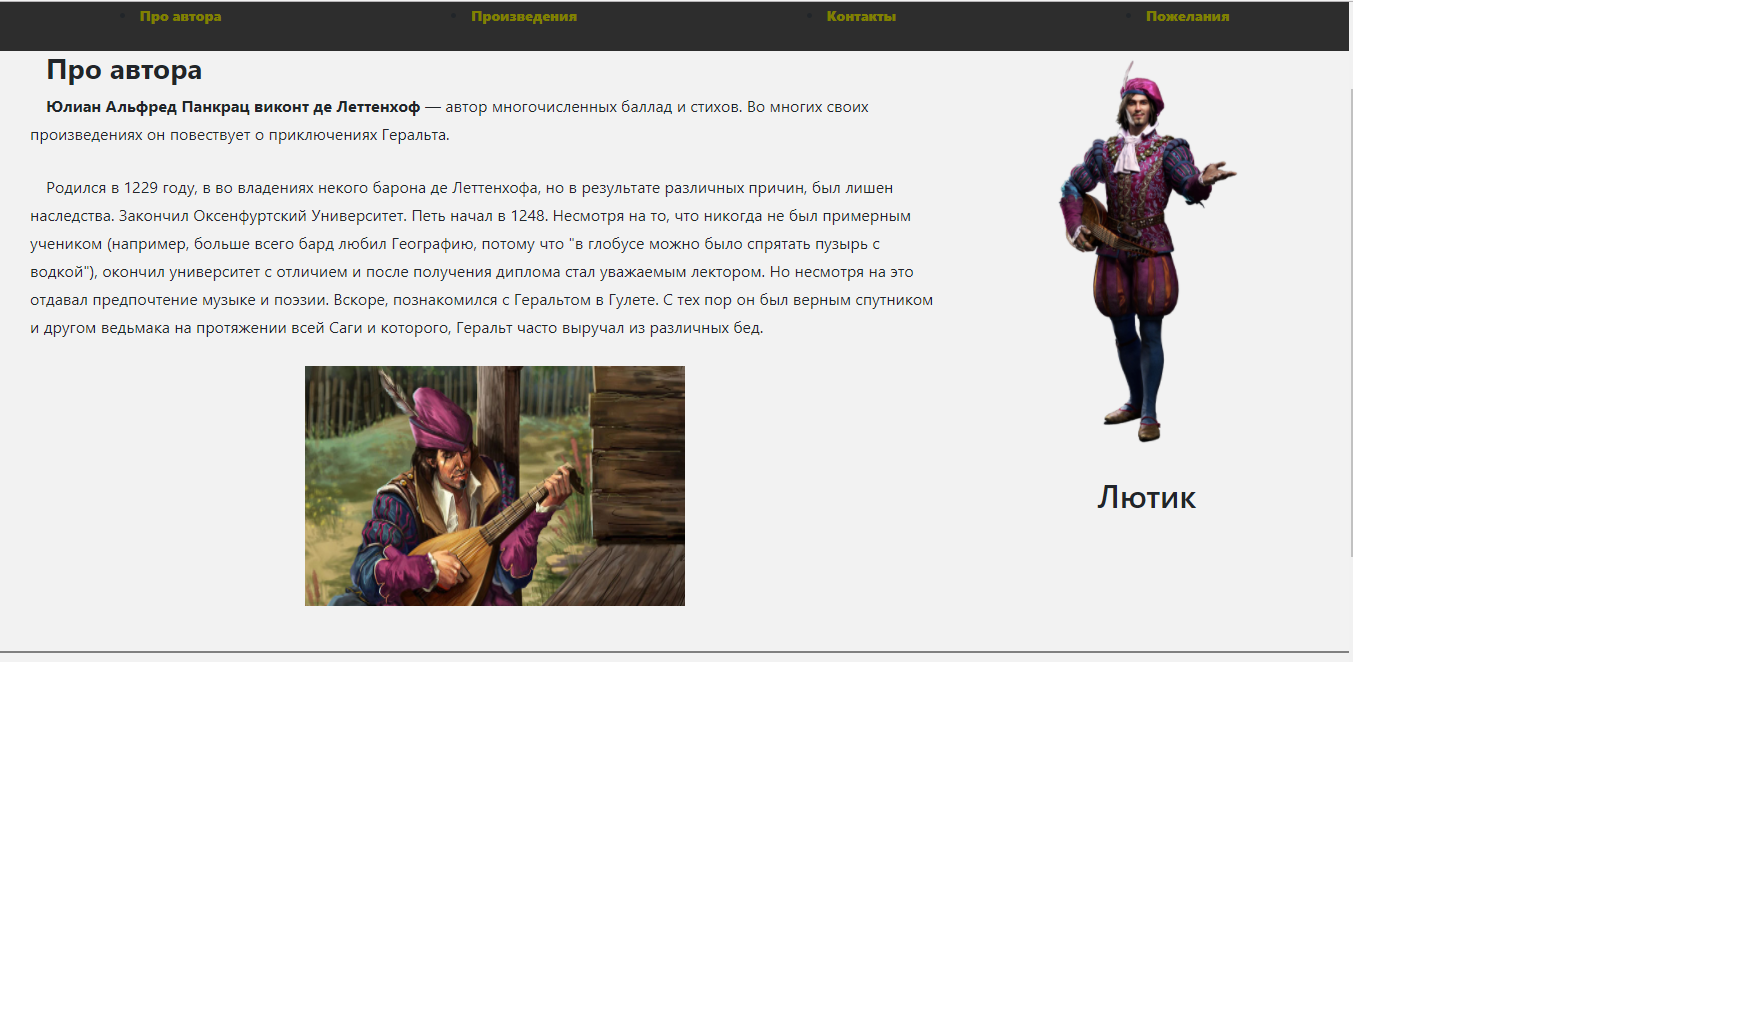 Про автора
Произведения
Контакты
Пожелания
Про автора
Юлиан Альфред Панкрац виконт де Леттенхоф — автор многочисленных баллад и стихов. Во многих своих
произведениях он повествует о приключениях Геральта.
Родился в 1229 году, в во владениях некого барона де Леттенхофа, но в результате различных причин, был лишен
наследства. Закончил Оксенфуртский Университет. Петь начал в 1248. Несмотря на то, что никогда не был примерным
учеником (например, больше всего бард любил Географию, потому что "в глобусе можно было спрятать пузырь с
водкой"), окончил университет с отличием и после получения диплома стал уважаемым лектором. Но несмотря на это
отдавал предпочтение музыке и поэзии. Вскоре, познакомился с Геральтом в Гулете. С тех пор он был верным спутником
и другом ведьмака на протяжении всей Саги и которого, Геральт часто выручал из различных бед.
Лютик